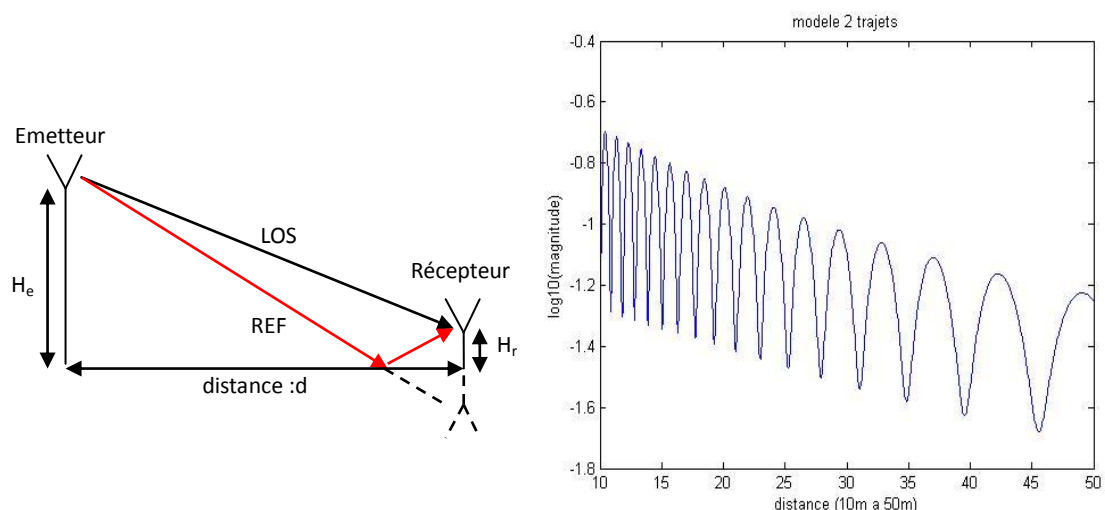 Emetteur
LOS
Récepteur
He
REF
Hr
distance :d
modele 2 trajets
log10(magnitude)
-0.4
-0.6
-0.8
-1
-1.2
-1.4
-1.6
-1.8
10 15 20 25 30 35 40 45 50
distance (10m a 50m)